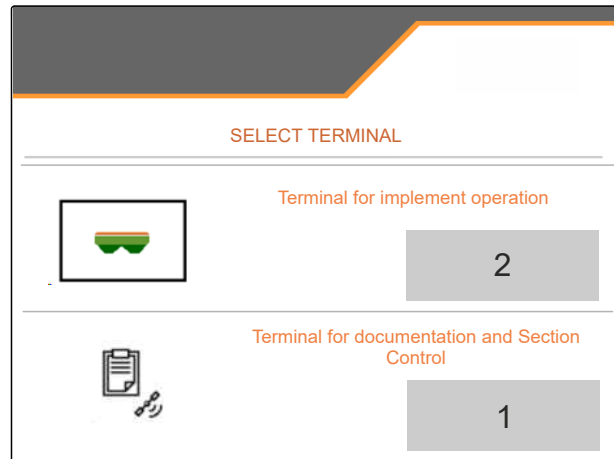 SELECT TERMINAL
Terminal for implement operation
2
Terminal for documentation and Section
Control
1